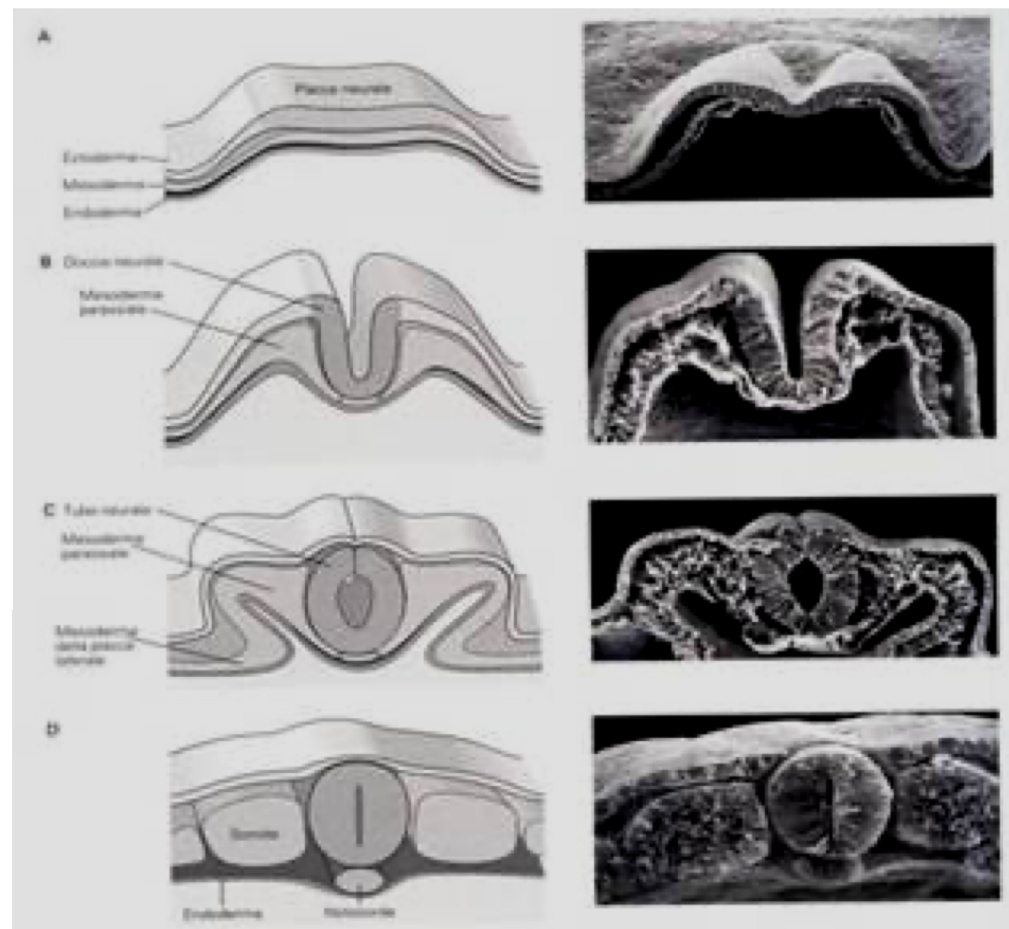 A
Placca neurale
Ectoderma
Mesoderma
Endoderma
B Doccia neurale
Mesoderma
parassiale
C Tubo neurale
Mesoderma
parassiale
Mesoderma
della placca
laterale
D
Somite
Endoderma
Notocorda